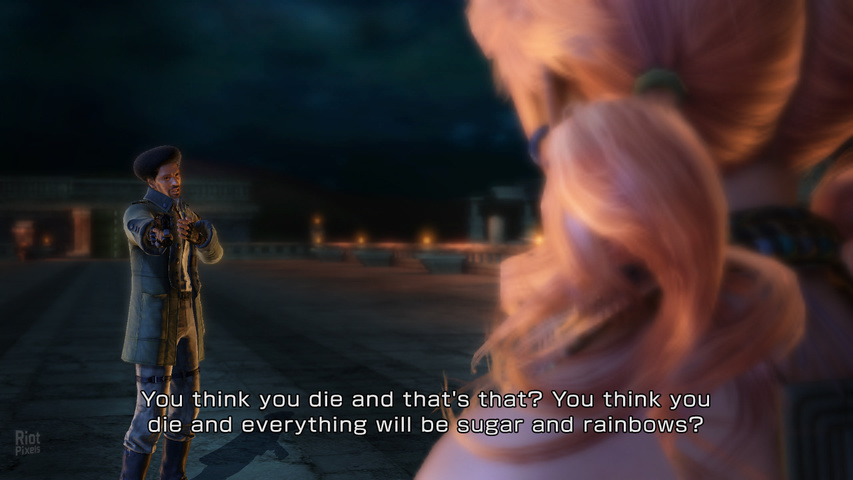 You think you die and that's that? You think you
die and everything will be sugar and rainbows?
Riot
Pixels